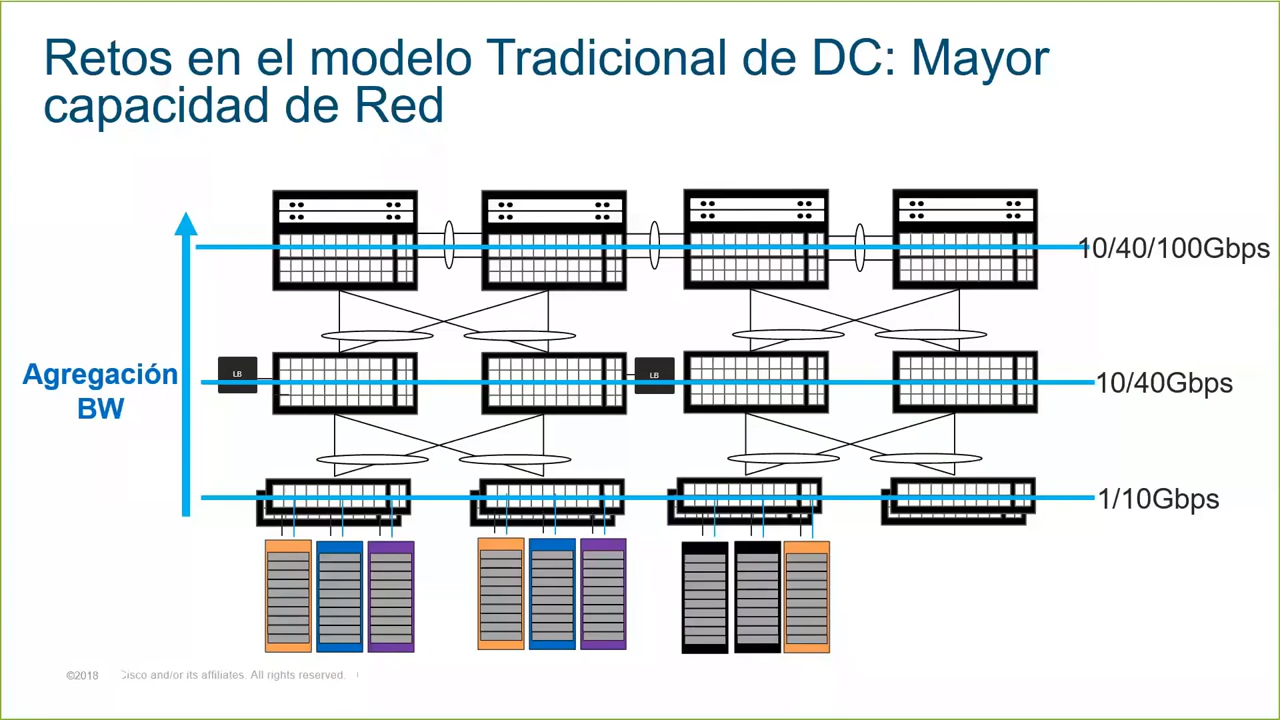 Retos en el modelo Tradicional de DC: Mayor
capacidad de Red
10/40/100Gbps
Agregación
BW
LB
LB
10/40Gbps
1/10Gbps
©2018 Cisco and/or its affiliates. All rights reserved.